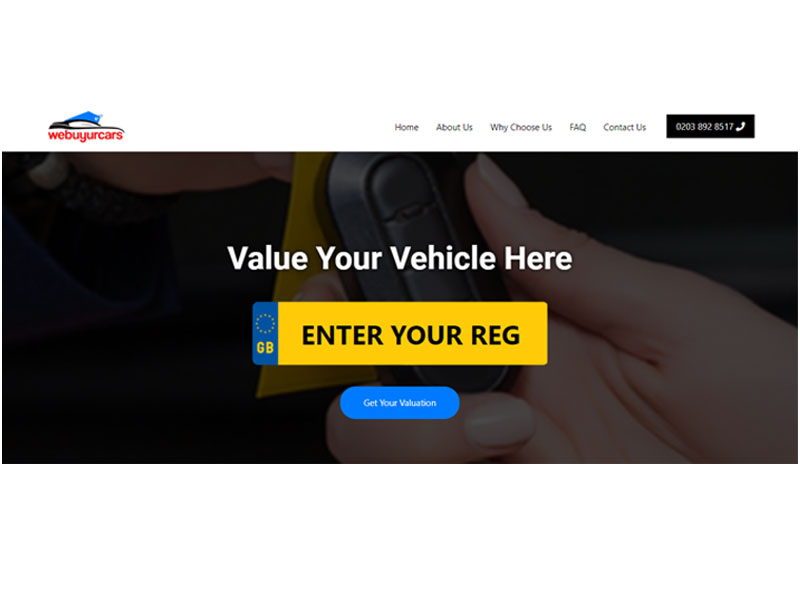 webuyurcars
Home About Us Why Choose Us FAQ Contact Us 0203 892 8517
Value Your Vehicle Here
GB ENTER YOUR REG
Get Your Valuation